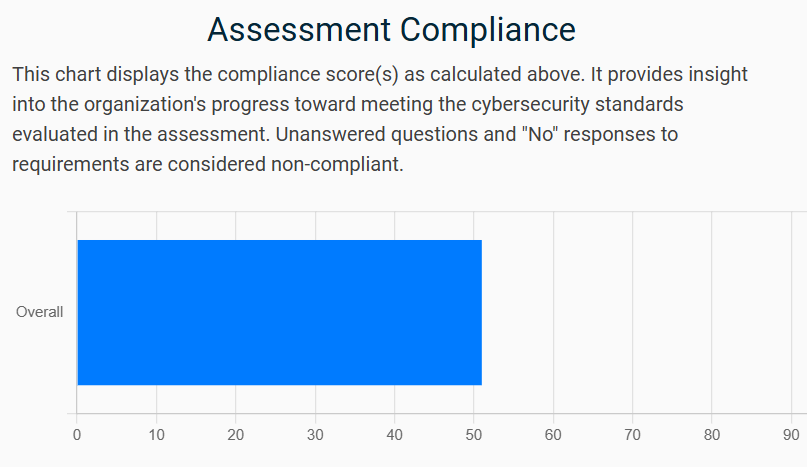 Assessment Compliance
This chart displays the compliance score(s) as calculated above. It provides insight
into the organization's progress toward meeting the cybersecurity standards
evaluated in the assessment. Unanswered questions and "No" responses to
requirements are considered non-compliant.
Overall
0 10 20 30 40 50 60 70 80 90